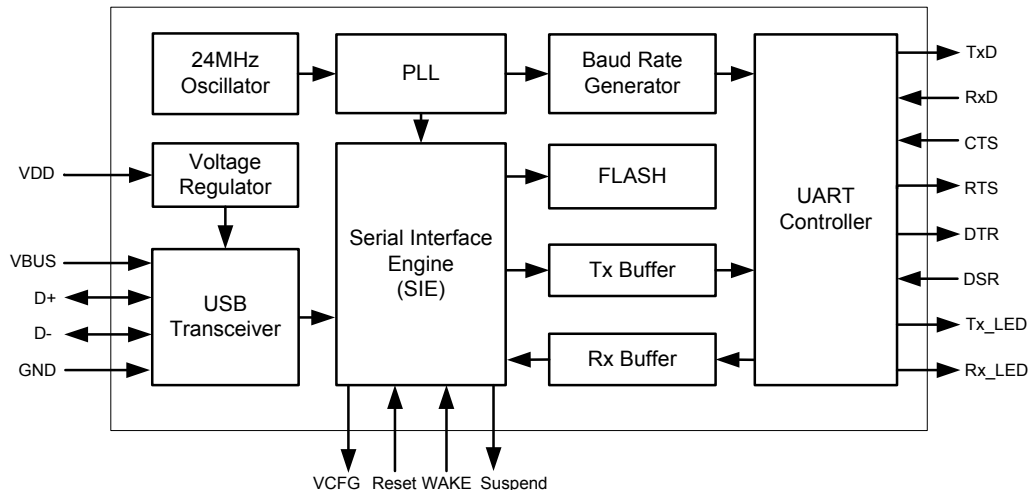 24MHz
Oscillator
PLL
Baud Rate
Generator
TxD
RxD
CTS
RTS
DTR
DSR
Tx_LED
Rx_LED
VDD
Voltage
Regulator
Serial Interface
Engine
(SIE)
FLASH
UART
Controller
VBUS
D+
D-
GND
USB
Transceiver
Tx Buffer
Rx Buffer
VCFG Reset WAKE Suspend